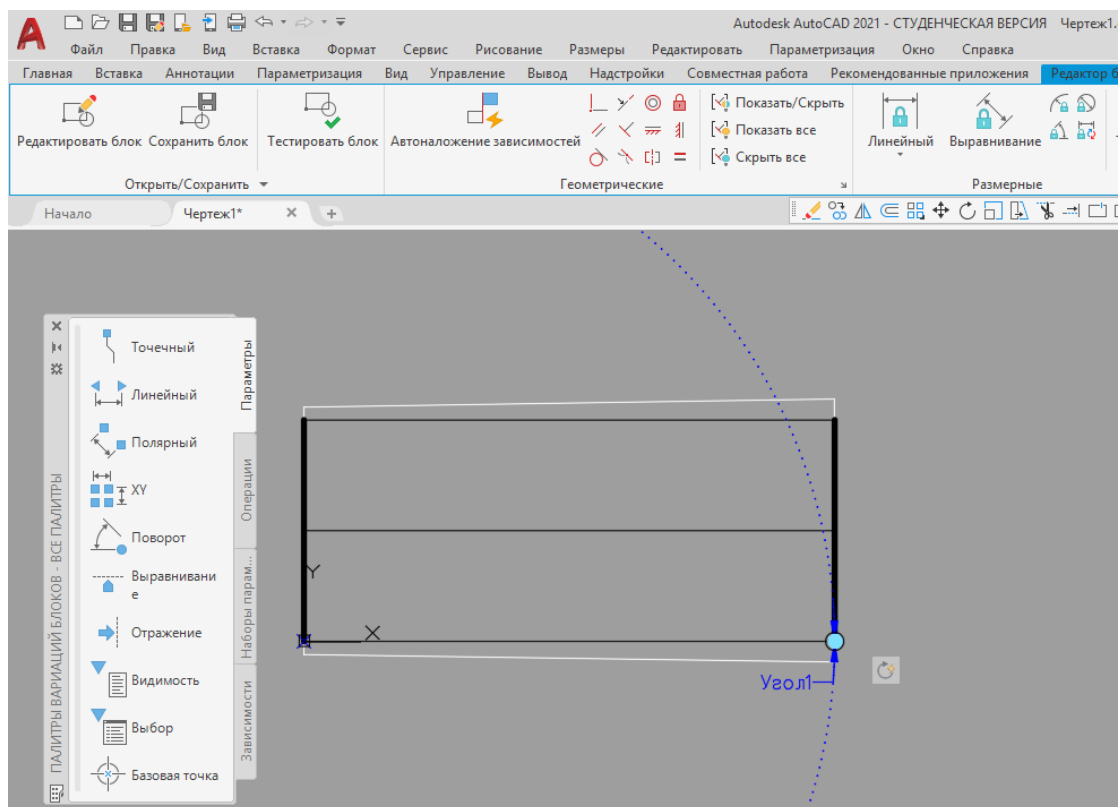 Autodesk AutoCAD 2021 - СТУДЕНЧЕСКАЯ ВЕРСИЯ Чертеж1.
Файл Правка Вид Вставка Формат Сервис Рисование Размеры Редактировать Параметризация Окно Справка
Главная Вставка Аннотации Параметризация Вид Управление Вывод Надстройки Совместная работа Рекомендованные приложения Редактор б
Показать/Скрыть
Показать все
Скрыть все
Редактировать блок Сохранить блок Тестировать блок Автоналожение зависимостей Линейный Выравнивание
Открыть/Сохранить Геометрические Размерные
Начало Чертеж1*
Точечный
Линейный
Полярный
XY
Поворот
Выравнивани
е
Отражение
Видимость
Выбор
Базовая точка
Параметры
Операции
Наборы парам...
Зависимости
ПАЛИТРЫ ВАРИАЦИЙ БЛОКОВ - ВСЕ ПАЛИТРЫ
Y
X
Угол1